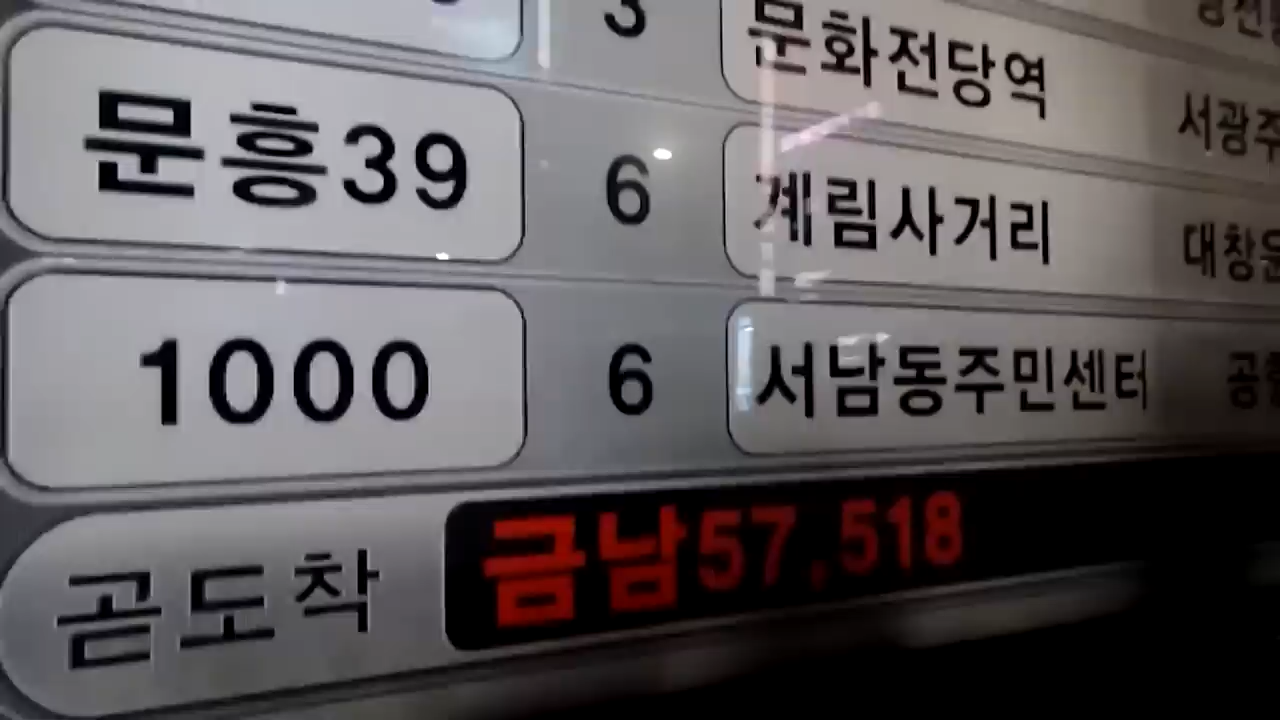 3 문화전당역
서광주
문흥39 6 계림사거리 대창운
1000 6 서남동주민센터 공항
곧도착 금남57,518